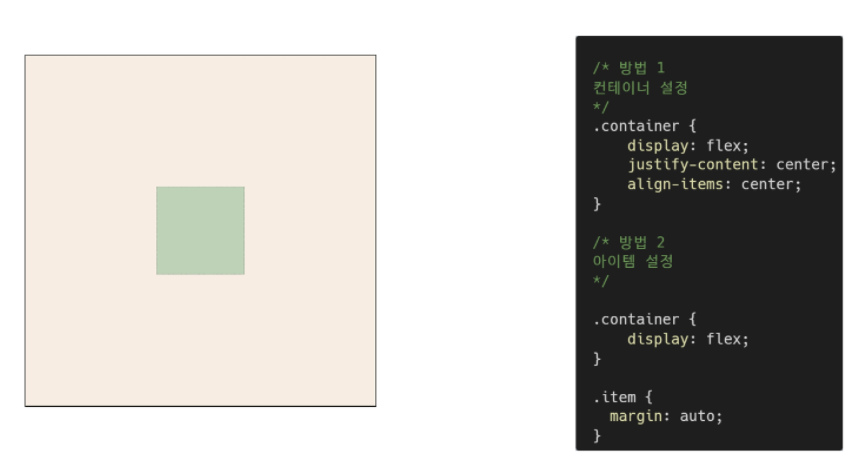 /* 방법 1
컨테이너 설정
*/
.container {
    display: flex;
    justify-content: center;
    align-items: center;
}
/* 방법 2
아이템 설정
*/
.container {
    display: flex;
}
.item {
  margin: auto;
}